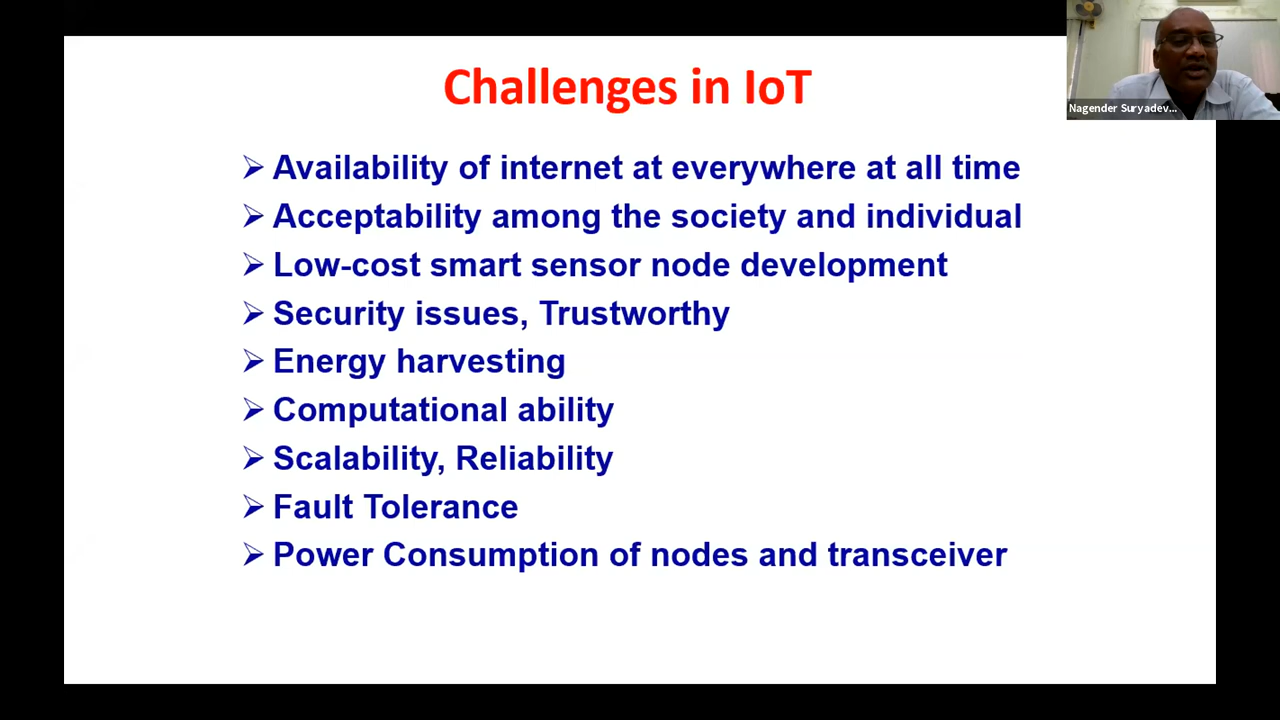 Challenges in IoT
Nagender Suryadev...
Availability of internet at everywhere at all time
Acceptability among the society and individual
Low-cost smart sensor node development
Security issues, Trustworthy
Energy harvesting
Computational ability
Scalability, Reliability
Fault Tolerance
Power Consumption of nodes and transceiver